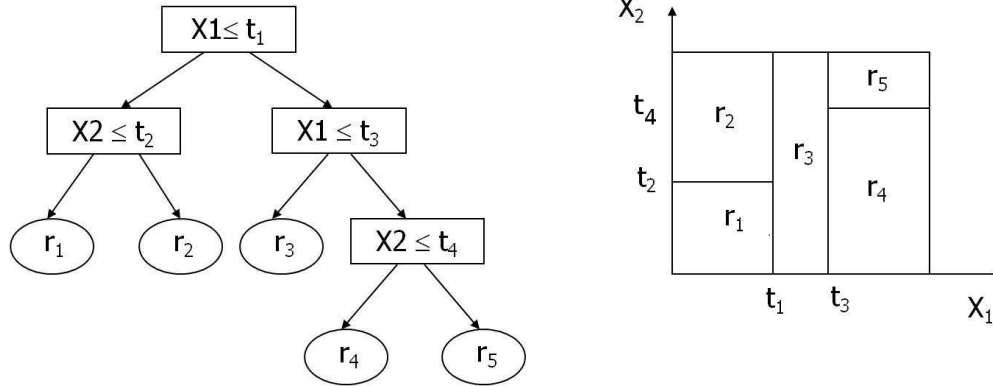 X1≤ t₁
X2 ≤ t₂
X1 ≤ t₃
r₁
r₂
r₃
X2 ≤ t₄
r₄
r₅
X₂
t₄
t₂
r₂
r₁
r₃
r₅
r₄
t₁
t₃
X₁